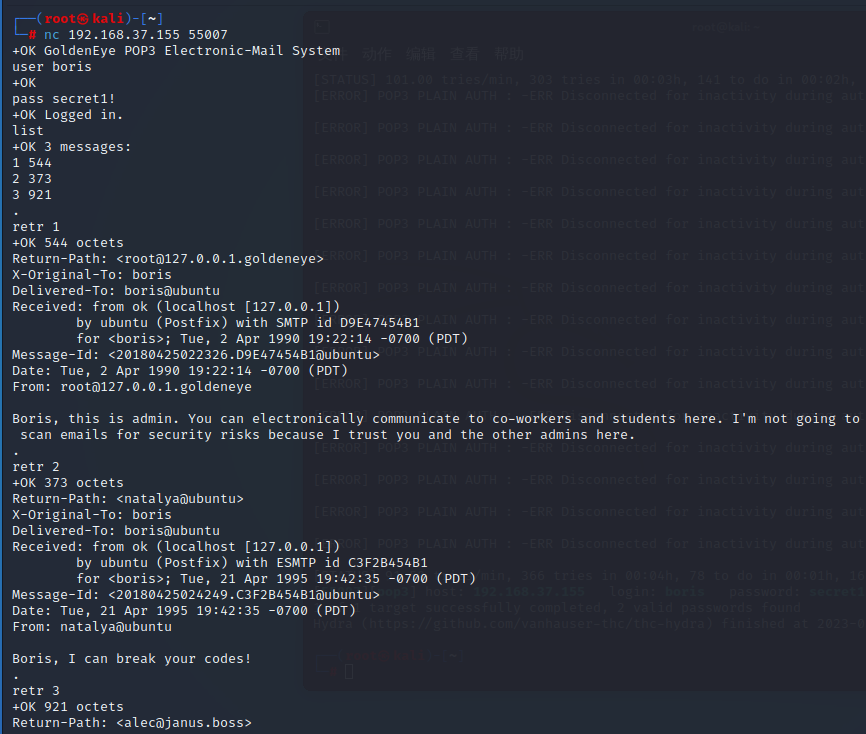 ┌──(root㉿kali)-[~]
└─# nc 192.168.37.155 55007
+OK GoldenEye POP3 Electronic-Mail System
user boris
+OK
pass secret1!
+OK Logged in.
list
+OK 3 messages:
1 544
2 373
3 921
.
retr 1
+OK 544 octets
Return-Path: <root@127.0.0.1.goldeneye>
X-Original-To: boris
Delivered-To: boris@ubuntu
Received: from ok (localhost [127.0.0.1])
        by ubuntu (Postfix) with SMTP id D9E47454B1
        for <boris>; Tue, 2 Apr 1990 19:22:14 -0700 (PDT)
Message-Id: <20180425022326.D9E47454B1@ubuntu>
Date: Tue, 2 Apr 1990 19:22:14 -0700 (PDT)
From: root@127.0.0.1.goldeneye
Boris, this is admin. You can electronically communicate to co-workers and students here. I'm not going to
 scan emails for security risks because I trust you and the other admins here.
.
retr 2
+OK 373 octets
Return-Path: <natalya@ubuntu>
X-Original-To: boris
Delivered-To: boris@ubuntu
Received: from ok (localhost [127.0.0.1])
        by ubuntu (Postfix) with ESMTP id C3F2B454B1
        for <boris>; Tue, 21 Apr 1995 19:42:35 -0700 (PDT)
Message-Id: <20180425024249.C3F2B454B1@ubuntu>
Date: Tue, 21 Apr 1995 19:42:35 -0700 (PDT)
From: natalya@ubuntu
Boris, I can break your codes!
.
retr 3
+OK 921 octets
Return-Path: <alec@janus.boss>